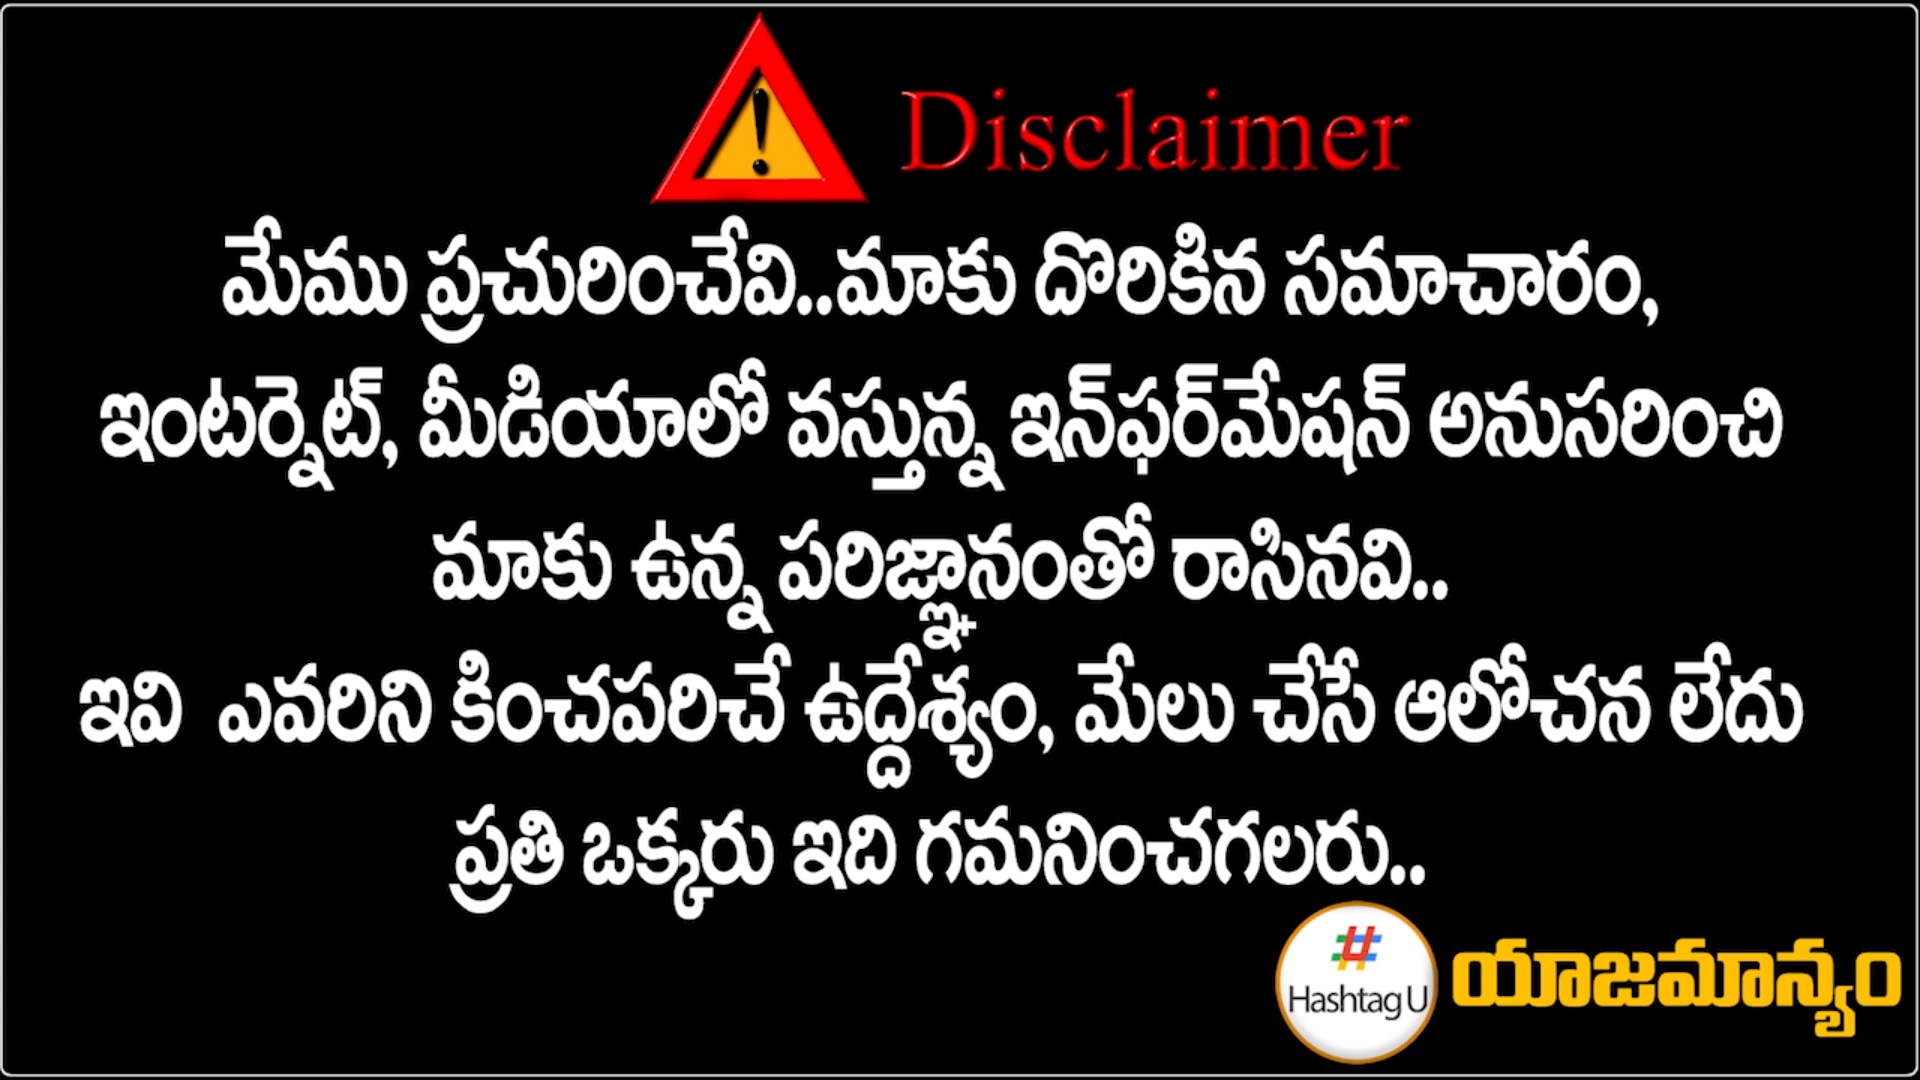 Disclaimer
మేము ప్రచురించేవి..మాకు దొరికిన సమాచారం,
ఇంటర్నెట్, మీడియాలో వస్తున్న ఇన్‌ఫర్‌మేషన్ అనుసరించి
మాకు ఉన్న పరిజ్ఞానంతో రాసినవి..
ఇవి ఎవరిని కించపరిచే ఉద్దేశ్యం, మేలు చేసే ఆలోచన లేదు
ప్రతి ఒక్కరు ఇది గమనించగలరు..
# Hashtag U
యాజమాన్యం